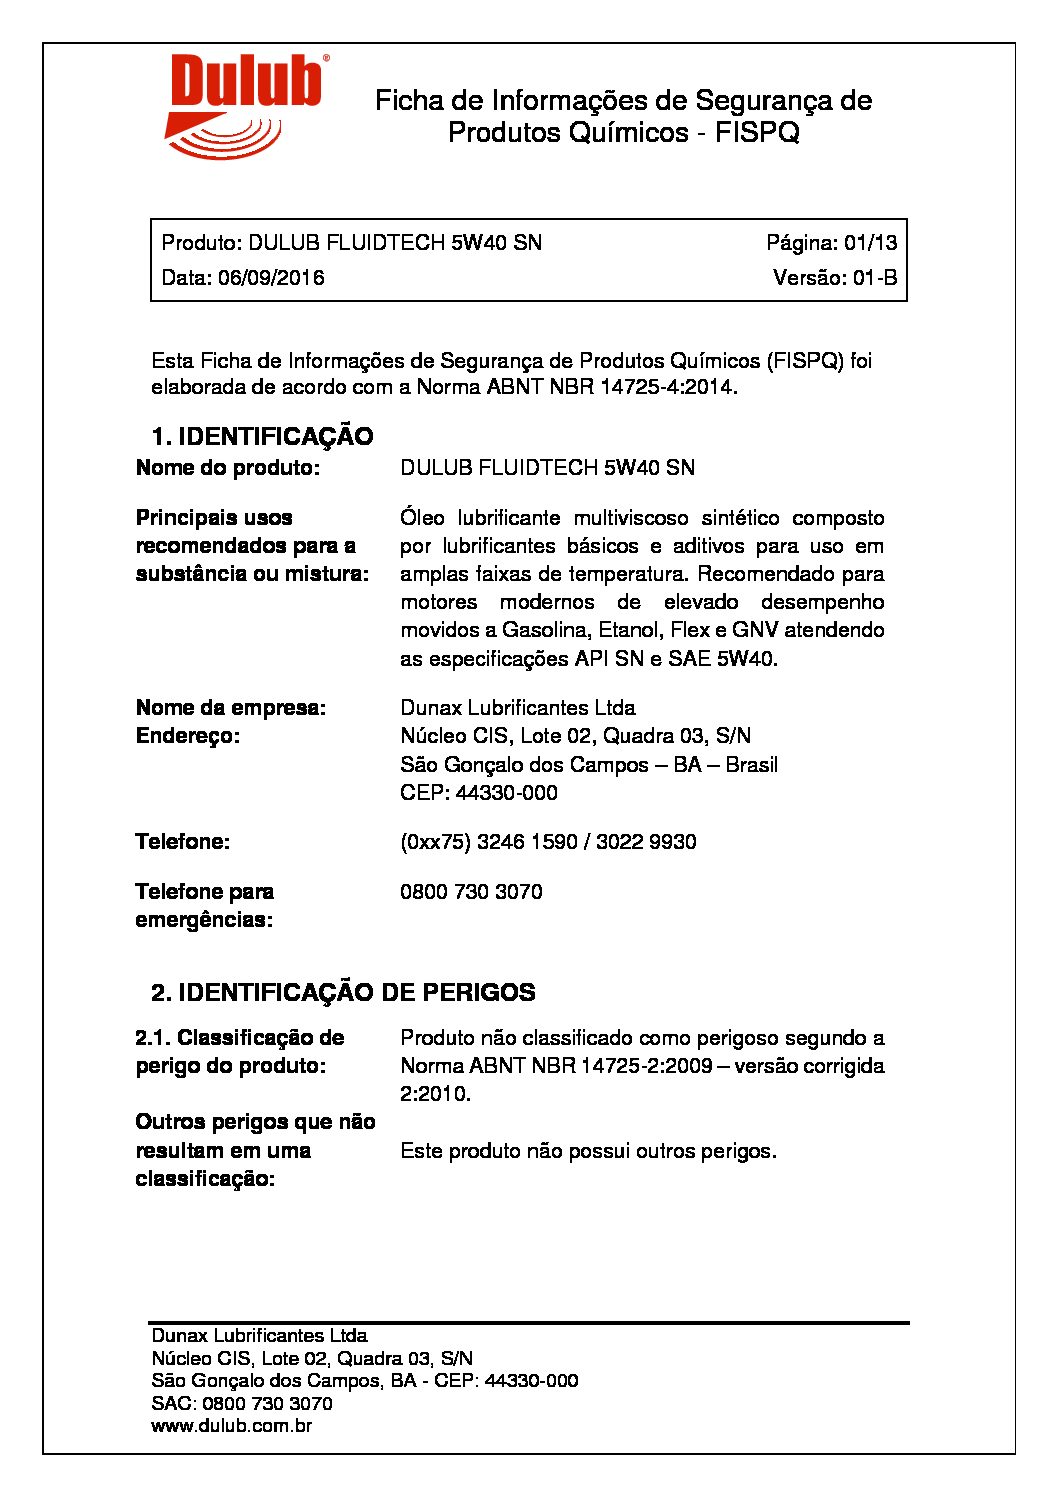 Dulub®
Ficha de Informações de Segurança de
Produtos Químicos - FISPQ
Produto: DULUB FLUIDTECH 5W40 SN Página: 01/13
Data: 06/09/2016 Versão: 01-B
Esta Ficha de Informações de Segurança de Produtos Químicos (FISPQ) foi
elaborada de acordo com a Norma ABNT NBR 14725-4:2014.
1. IDENTIFICAÇÃO
Nome do produto: DULUB FLUIDTECH 5W40 SN
Principais usos Óleo lubrificante multiviscoso sintético composto
recomendados para a por lubrificantes básicos e aditivos para uso em
substância ou mistura: amplas faixas de temperatura. Recomendado para
motores modernos de elevado desempenho
movidos a Gasolina, Etanol, Flex e GNV atendendo
as especificações API SN e SAE 5W40.
Nome da empresa: Dunax Lubrificantes Ltda
Endereço: Núcleo CIS, Lote 02, Quadra 03, S/N
São Gonçalo dos Campos – BA – Brasil
CEP: 44330-000
Telefone: (0xx75) 3246 1590 / 3022 9930
Telefone para 0800 730 3070
emergências:
2. IDENTIFICAÇÃO DE PERIGOS
2.1. Classificação de Produto não classificado como perigoso segundo a
perigo do produto: Norma ABNT NBR 14725-2:2009 – versão corrigida
2:2010.
Outros perigos que não
resultam em uma Este produto não possui outros perigos.
classificação:
Dunax Lubrificantes Ltda
Núcleo CIS, Lote 02, Quadra 03, S/N
São Gonçalo dos Campos, BA - CEP: 44330-000
SAC: 0800 730 3070
www.dulub.com.br